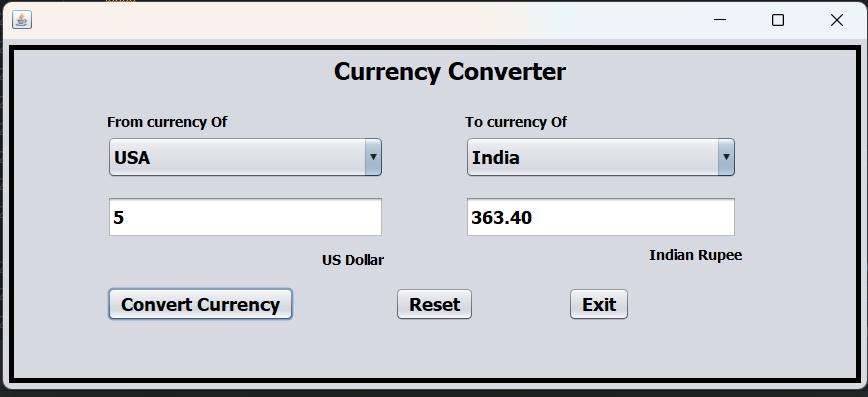 Currency Converter
From currency Of To currency Of
USA India
5 363.40
US Dollar Indian Rupee
Convert Currency Reset Exit